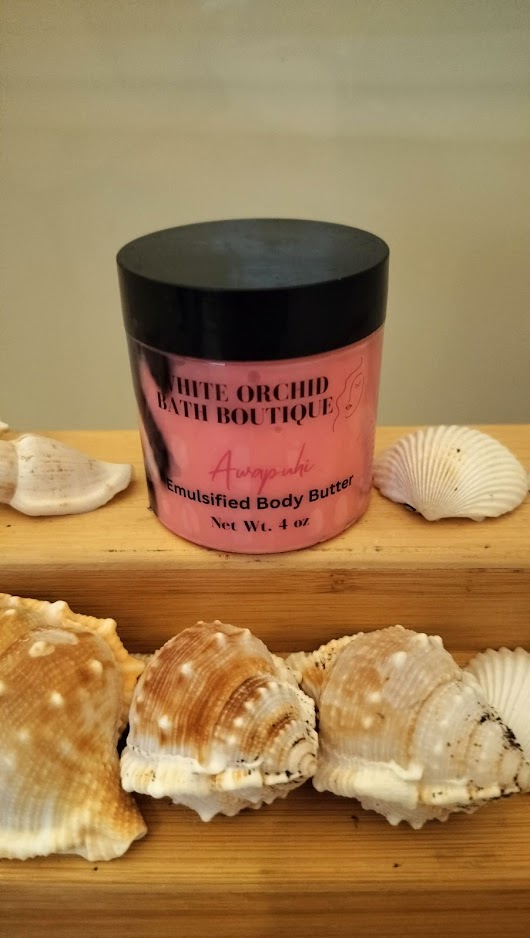 WHITE ORCHID
BATH BOUTIQUE
Awapuhi
Emulsified Body Butter
Net Wt. 4 oz